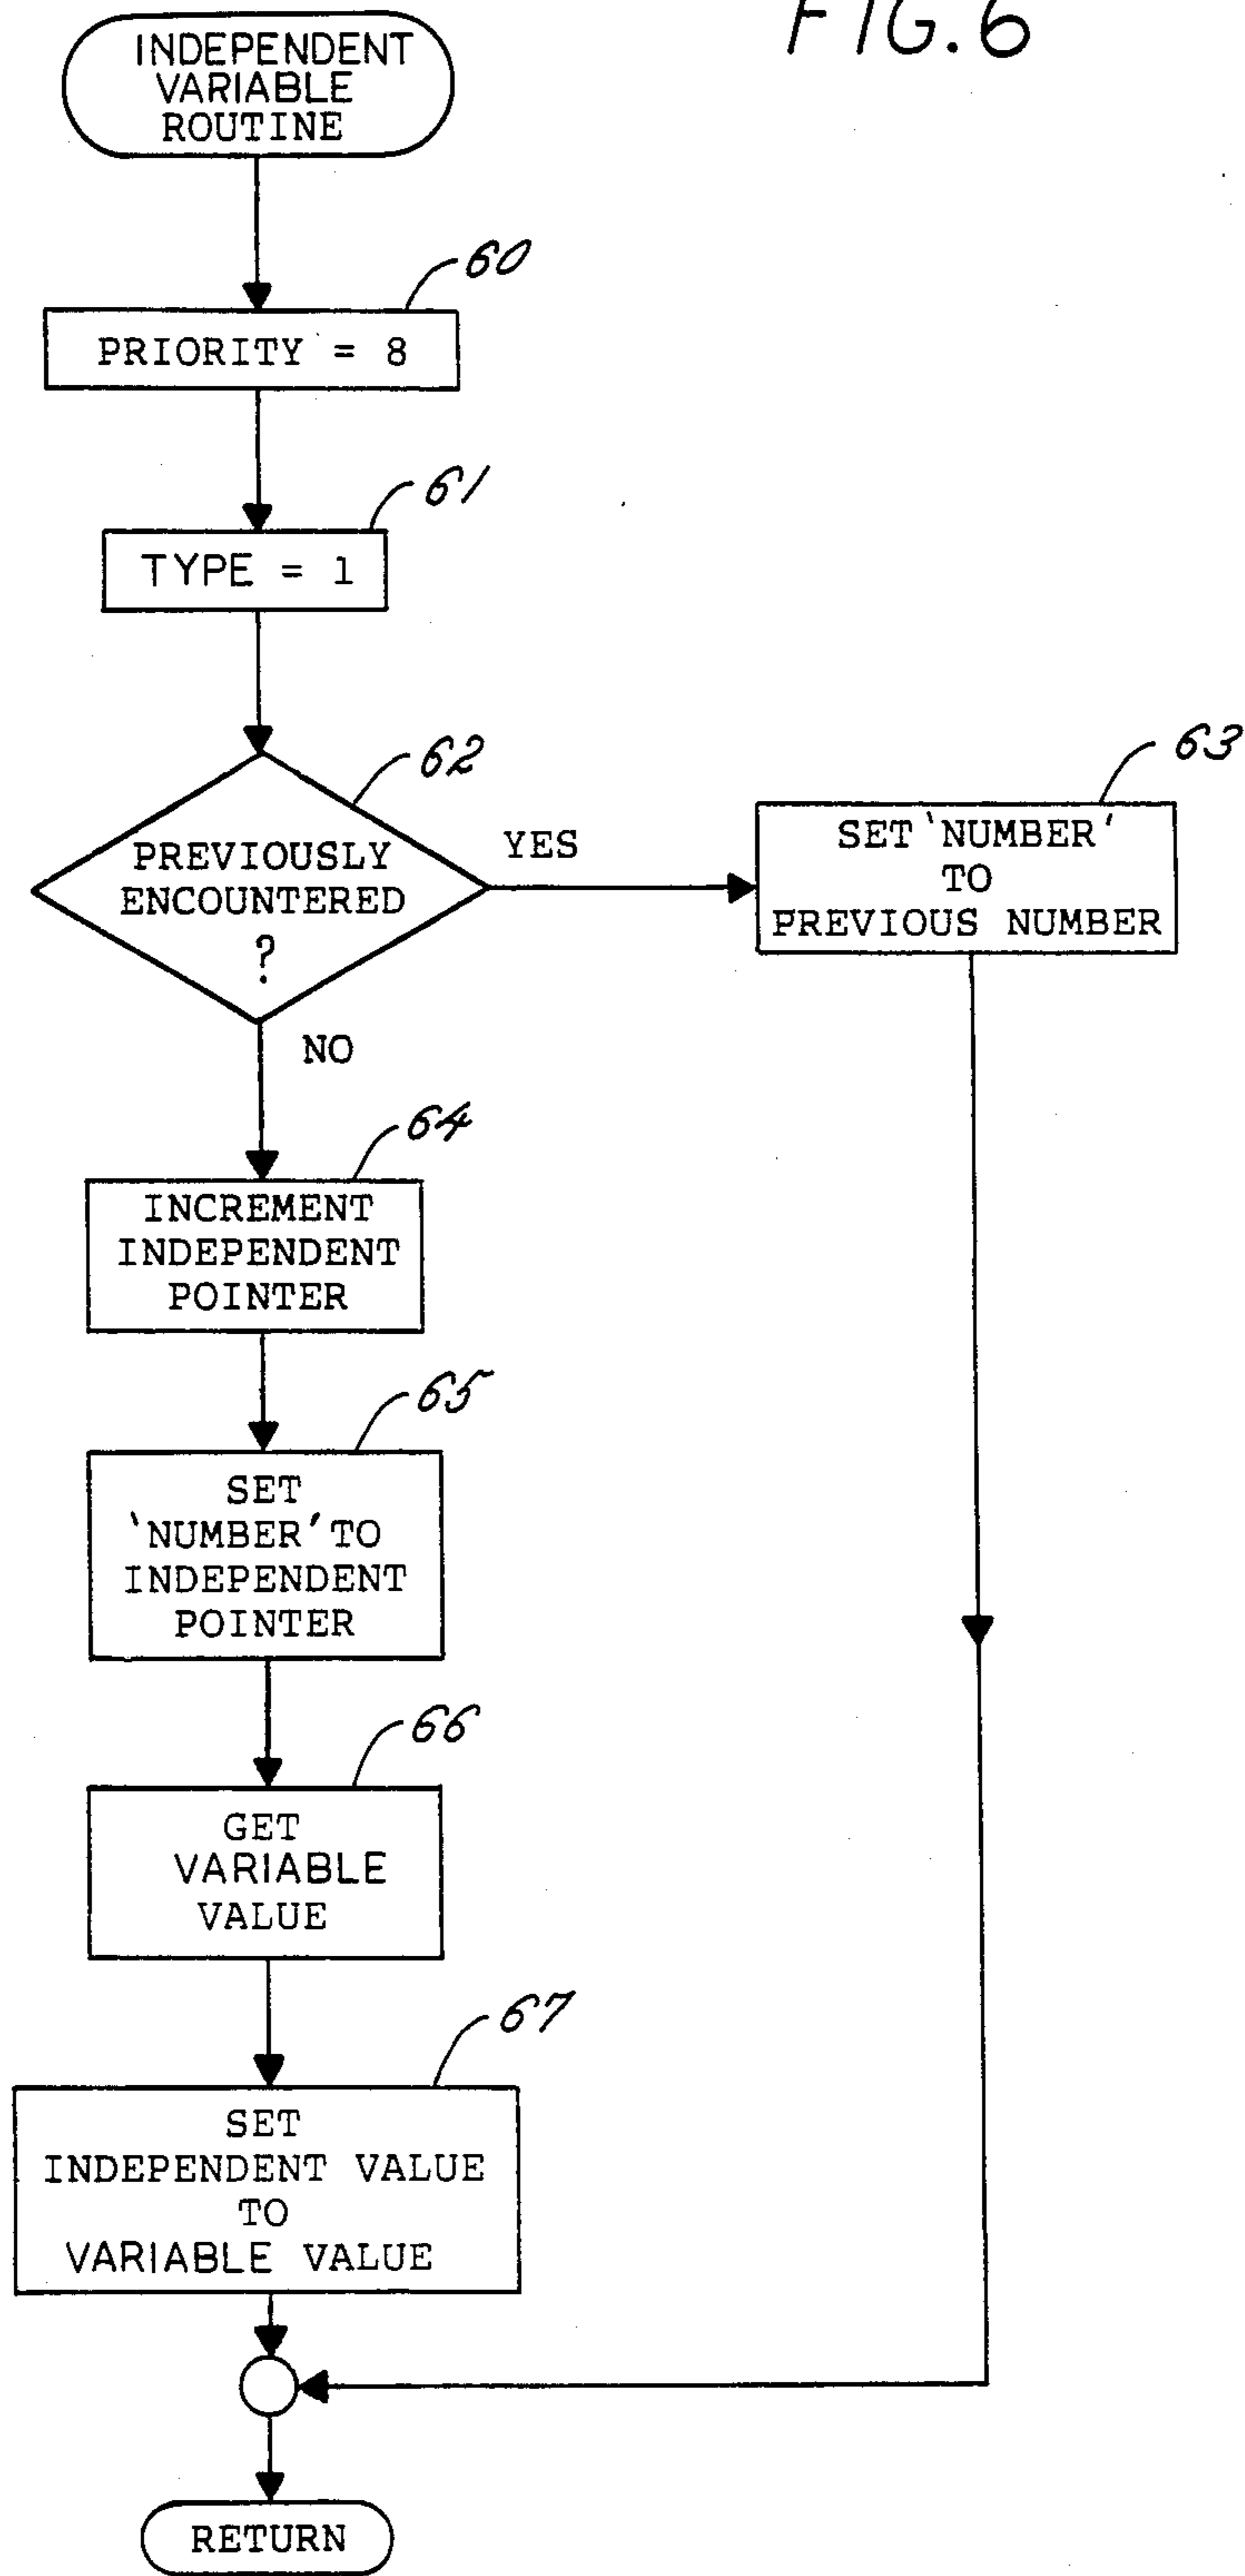 FIG. 6
INDEPENDENT
VARIABLE
ROUTINE
60
PRIORITY = 8
61
TYPE = 1
62
PREVIOUSLY
ENCOUNTERED
?
YES
63
SET 'NUMBER'
TO
PREVIOUS NUMBER
NO
64
INCREMENT
INDEPENDENT
POINTER
65
SET
'NUMBER' TO
INDEPENDENT
POINTER
66
GET
VARIABLE
VALUE
67
SET
INDEPENDENT VALUE
TO
VARIABLE VALUE
RETURN